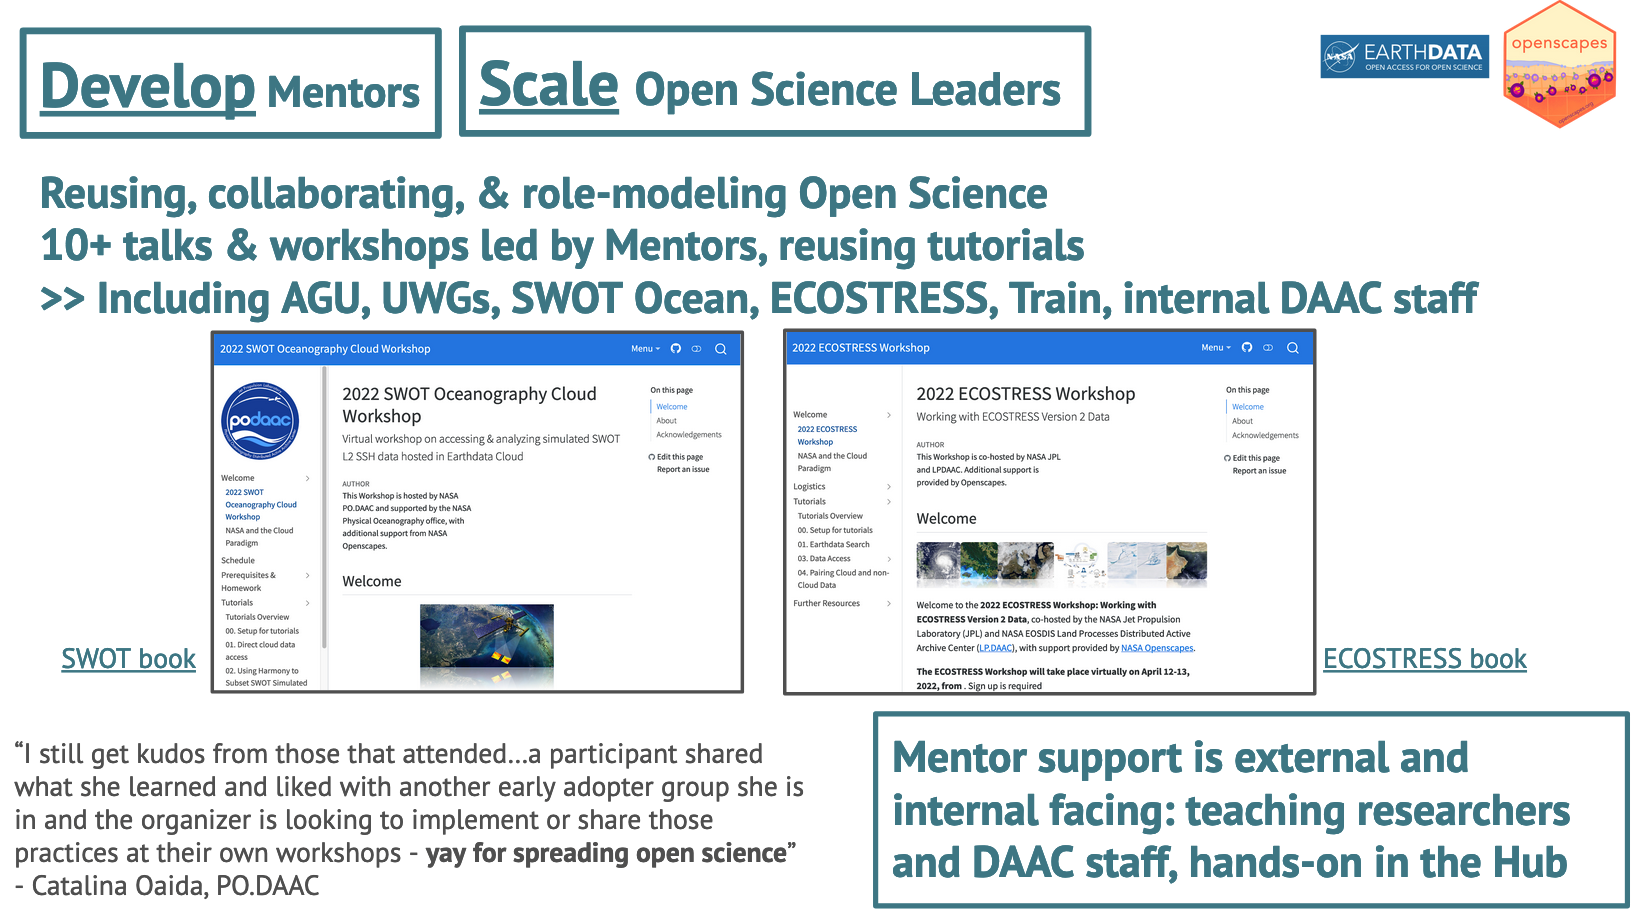 Develop Mentors
Scale Open Science Leaders
NASA
EARTHDATA
OPEN ACCESS FOR OPEN SCIENCE
openscapes
openscapes.org
Reusing, collaborating, & role-modeling Open Science
10+ talks & workshops led by Mentors, reusing tutorials
>> Including AGU, UWGs, SWOT Ocean, ECOSTRESS, Train, internal DAAC staff
SWOT book
2022 SWOT Oceanography Cloud Workshop
Menu
podaac
Welcome
2022 SWOT
Oceanography Cloud
Workshop
NASA and the Cloud
Paradigm
Schedule
Prerequisites &
Homework
Tutorials
Tutorials Overview
00. Setup for tutorials
01. Direct cloud data
access
02. Using Harmony to
Subset SWOT Simulated
2022 SWOT Oceanography Cloud
Workshop
Virtual workshop on accessing & analyzing simulated SWOT
L2 SSH data hosted in Earthdata Cloud
AUTHOR
This Workshop is hosted by NASA
PO.DAAC and supported by the NASA
Physical Oceanography office, with
additional support from NASA
Openscapes.
Welcome
On this page
Welcome
About
Acknowledgements
Edit this page
Report an issue
2022 ECOSTRESS Workshop
Menu
Welcome
2022 ECOSTRESS
Workshop
NASA and the Cloud
Paradigm
Logistics
Tutorials
Tutorials Overview
00. Setup for tutorials
01. Earthdata Search
03. Data Access
04. Pairing Cloud and non-
Cloud Data
Further Resources
2022 ECOSTRESS Workshop
Working with ECOSTRESS Version 2 Data
AUTHOR
This Workshop is co-hosted by NASA JPL
and LPDAAC. Additional support is
provided by Openscapes.
Welcome
Welcome to the 2022 ECOSTRESS Workshop: Working with
ECOSTRESS Version 2 Data, co-hosted by the NASA Jet Propulsion
Laboratory (JPL) and NASA EOSDIS Land Processes Distributed Active
Archive Center (LP.DAAC), with support provided by NASA Openscapes.
The ECOSTRESS Workshop will take place virtually on April 12-13,
2022, from . Sign up is required
On this page
Welcome
About
Acknowledgements
Edit this page
Report an issue
ECOSTRESS book
“I still get kudos from those that attended...a participant shared
what she learned and liked with another early adopter group she is
in and the organizer is looking to implement or share those
practices at their own workshops - yay for spreading open science”
- Catalina Oaida, PO.DAAC
Mentor support is external and
internal facing: teaching researchers
and DAAC staff, hands-on in the Hub